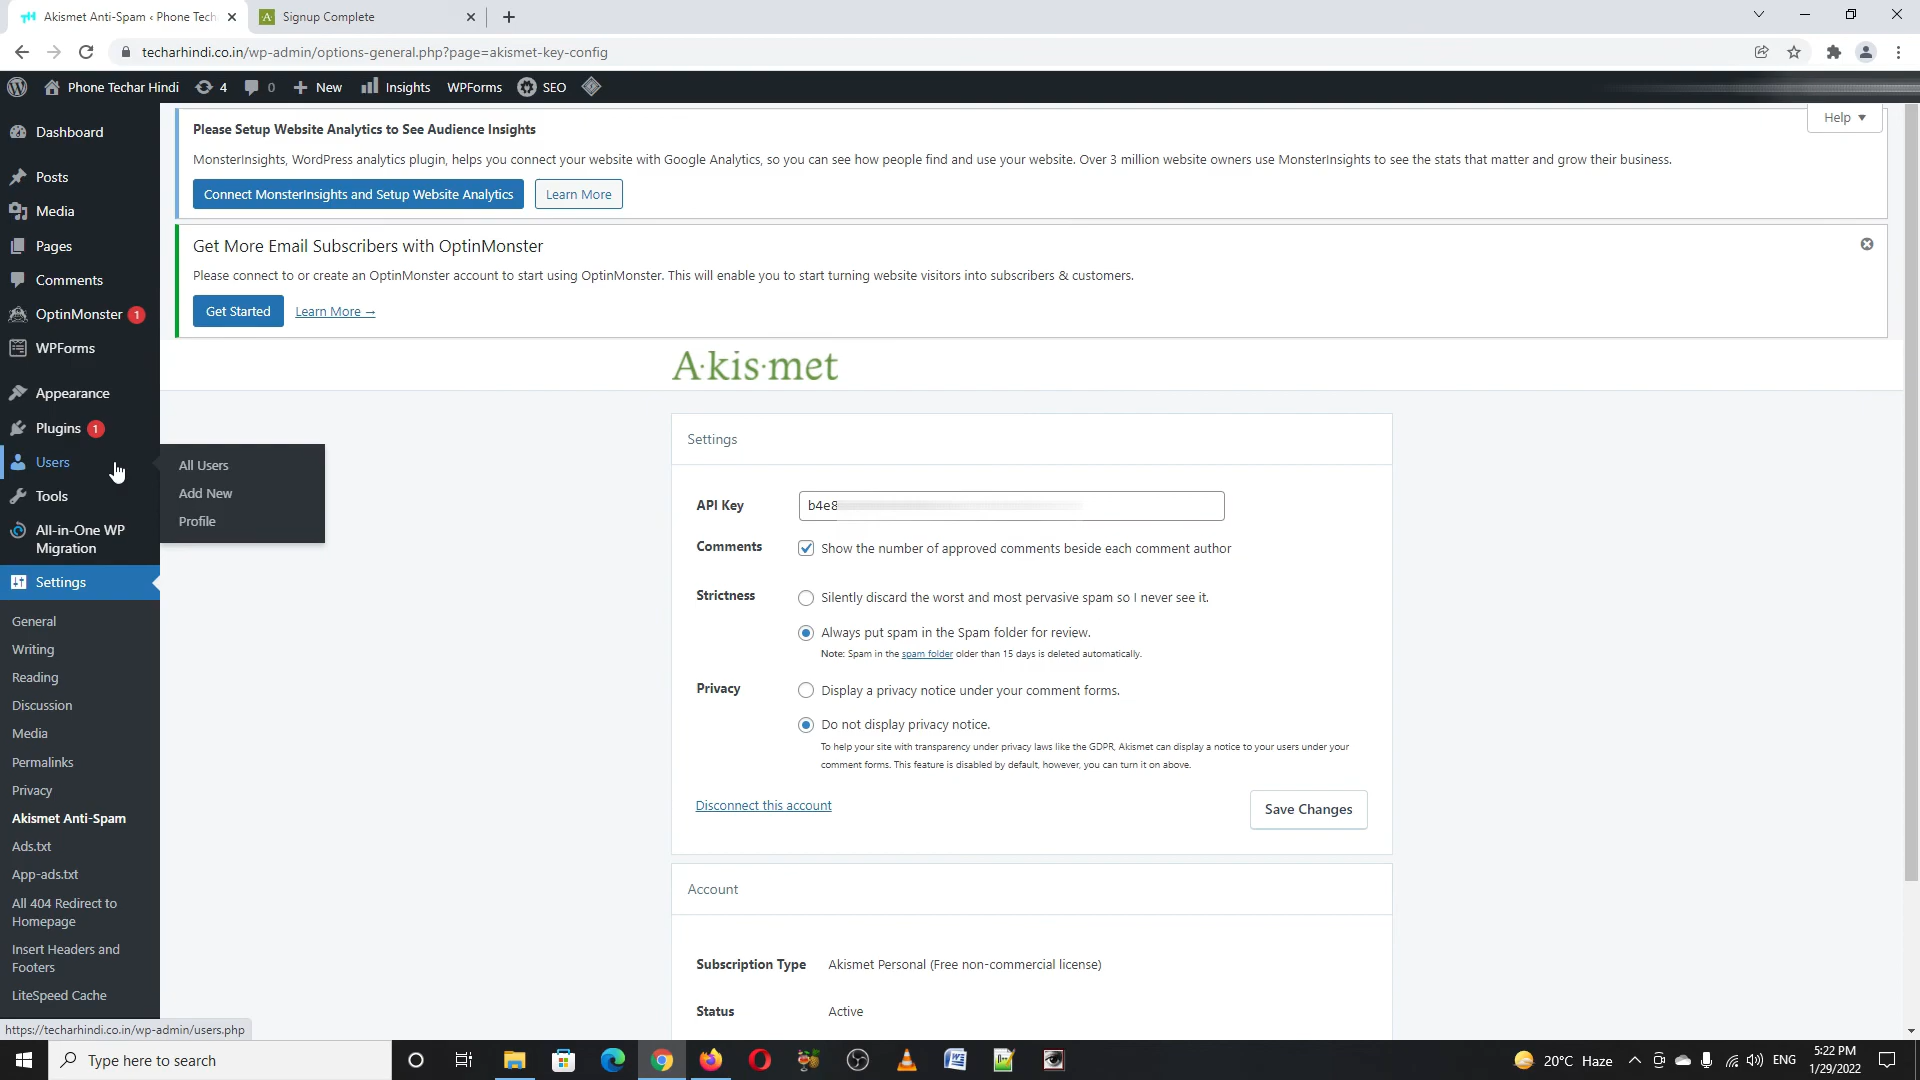 Akismet Anti-Spam ‹ Phone Techa
Signup Complete
techarhindi.co.in/wp-admin/options-general.php?page=akismet-key-config
Phone Techar Hindi
4
0
New
Insights
WPForms
SEO
Help
Dashboard
Posts
Media
Pages
Comments
OptinMonster 1
WPForms
Appearance
Plugins 1
Users
Tools
All-in-One WP
Migration
Settings
General
Writing
Reading
Discussion
Media
Permalinks
Privacy
Akismet Anti-Spam
Ads.txt
App-ads.txt
All 404 Redirect to
Homepage
Insert Headers and
Footers
LiteSpeed Cache
All Users
Add New
Profile
Please Setup Website Analytics to See Audience Insights
MonsterInsights, WordPress analytics plugin, helps you connect your website with Google Analytics, so you can see how people find and use your website. Over 3 million website owners use MonsterInsights to see the stats that matter and grow their business.
Connect MonsterInsights and Setup Website Analytics
Learn More
Get More Email Subscribers with OptinMonster
Please connect to or create an OptinMonster account to start using OptinMonster. This will enable you to start turning website visitors into subscribers & customers.
Get Started
Learn More →
A·kis·met
Settings
API Key
b4e8
Comments
Show the number of approved comments beside each comment author
Strictness
Silently discard the worst and most pervasive spam so I never see it.
Always put spam in the Spam folder for review.
Note: Spam in the spam folder older than 15 days is deleted automatically.
Privacy
Display a privacy notice under your comment forms.
Do not display privacy notice.
To help your site with transparency under privacy laws like the GDPR, Akismet can display a notice to your users under your
comment forms. This feature is disabled by default, however, you can turn it on above.
Disconnect this account
Save Changes
Account
Subscription Type
Akismet Personal (Free non-commercial license)
Status
Active
https://techarhindi.co.in/wp-admin/users.php
Type here to search
20°C Haze
ENG
5:22 PM
1/29/2022